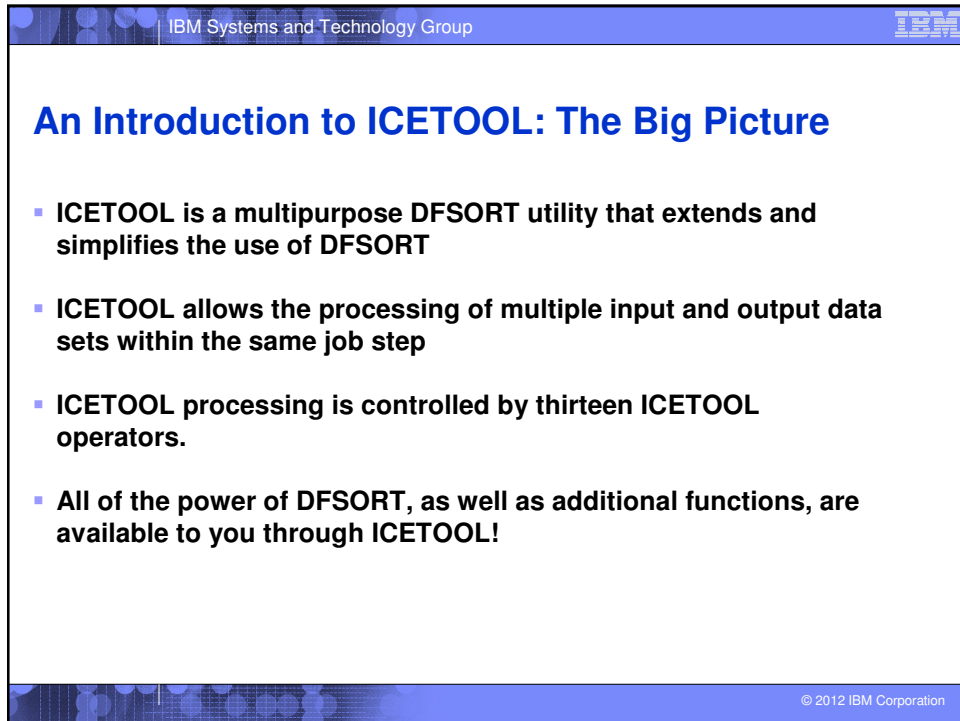 IBM Systems and Technology Group
IBM
An Introduction to ICETOOL: The Big Picture
ICETOOL is a multipurpose DFSORT utility that extends and
simplifies the use of DFSORT
ICETOOL allows the processing of multiple input and output data
sets within the same job step
ICETOOL processing is controlled by thirteen ICETOOL
operators.
All of the power of DFSORT, as well as additional functions, are
available to you through ICETOOL!
© 2012 IBM Corporation